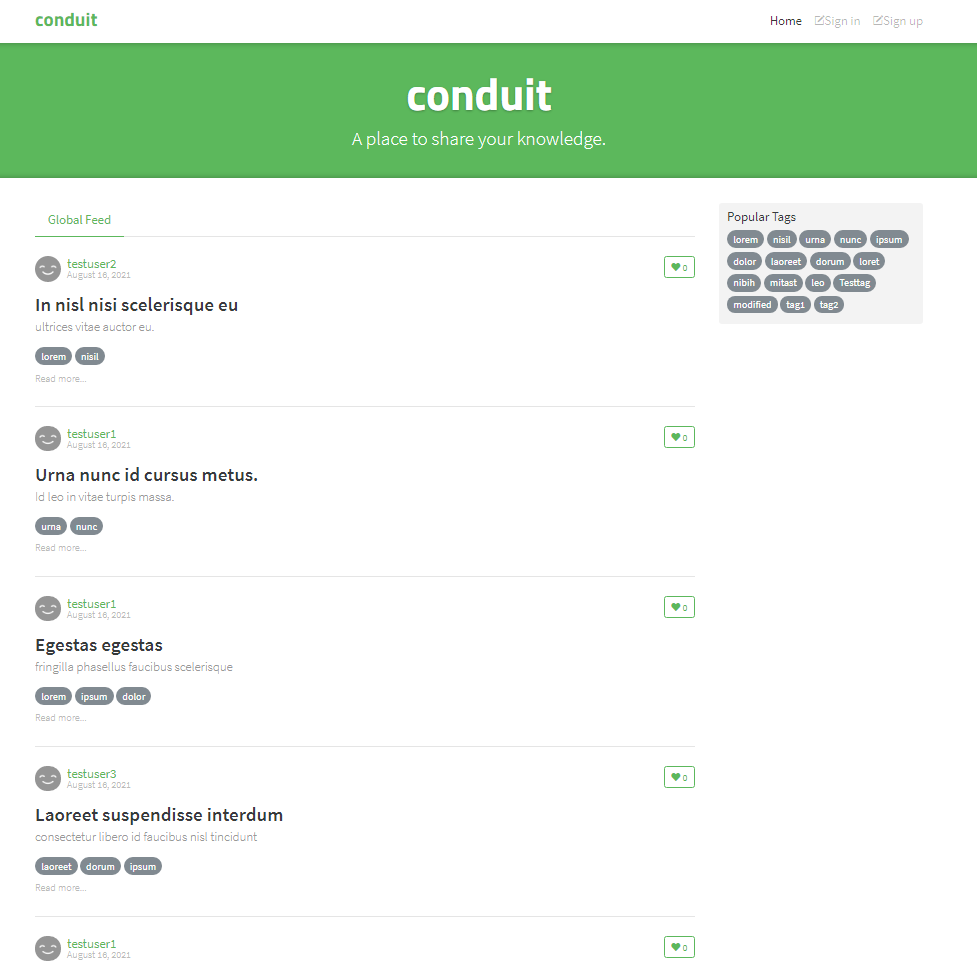 conduit
Home Sign in Sign up
conduit
A place to share your knowledge.
Global Feed
testuser2
August 16, 2021
0
In nisl nisi scelerisque eu
ultrices vitae auctor eu.
lorem nisil
Read more...
testuser1
August 16, 2021
0
Urna nunc id cursus metus.
Id leo in vitae turpis massa.
urna nunc
Read more...
testuser1
August 16, 2021
0
Egestas egestas
fringilla phasellus faucibus scelerisque
lorem ipsum dolor
Read more...
testuser3
August 16, 2021
0
Laoreet suspendisse interdum
consectetur libero id faucibus nisl tincidunt
laoreet dorum ipsum
Read more...
testuser1
August 16, 2021
0
Popular Tags
lorem nisil urna nunc ipsum
dolor laoreet dorum loret
nibih mitast leo Testtag
modified tag1 tag2